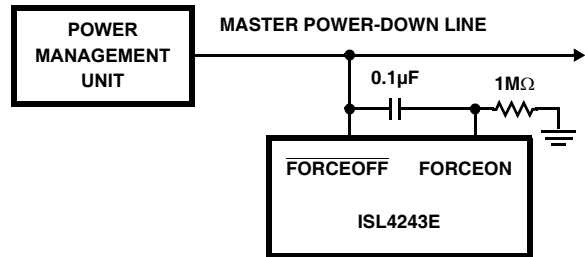 POWER
MANAGEMENT
UNIT
MASTER POWER-DOWN LINE
0.1µF
1MΩ
FORCEOFF FORCEON
ISL4243E